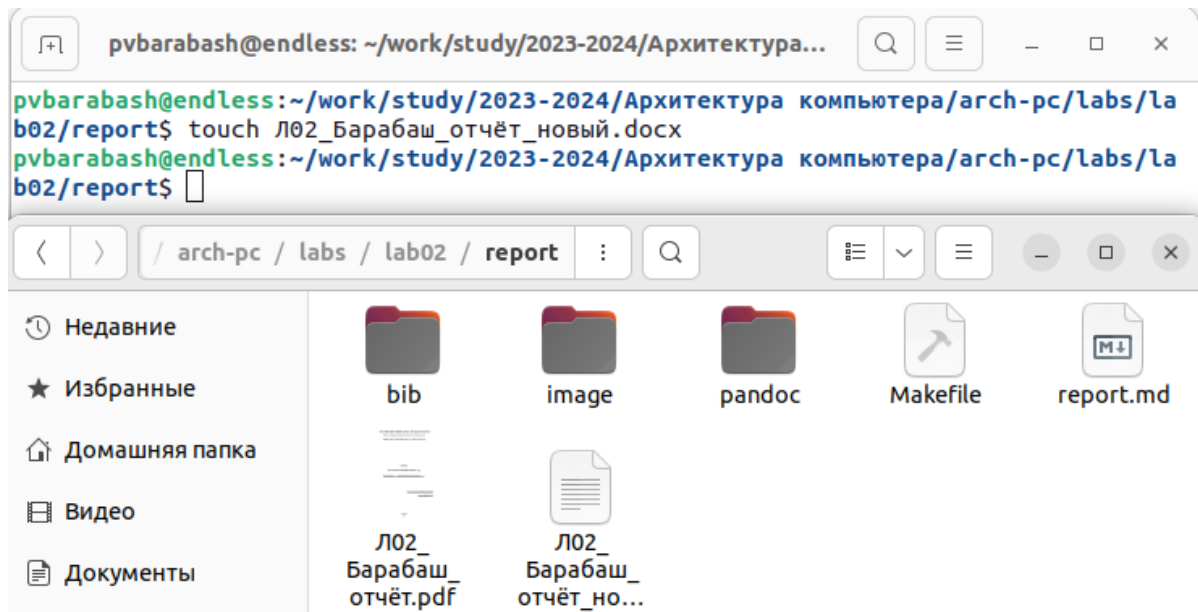 pvbarabash@endless: ~/work/study/2023-2024/Архитектура...
pvbarabash@endless:~/work/study/2023-2024/Архитектура компьютера/arch-pc/labs/la
b02/report$ touch Л02_Барабаш_отчёт_новый.docx
pvbarabash@endless:~/work/study/2023-2024/Архитектура компьютера/arch-pc/labs/la
b02/report$
/ arch-pc / labs / lab02 / report
Недавние
Избранные
Домашняя папка
Видео
Документы
bib
image
pandoc
Makefile
report.md
M
Л02_
Барабаш_
отчёт.pdf
Л02_
Барабаш_
отчёт_но...